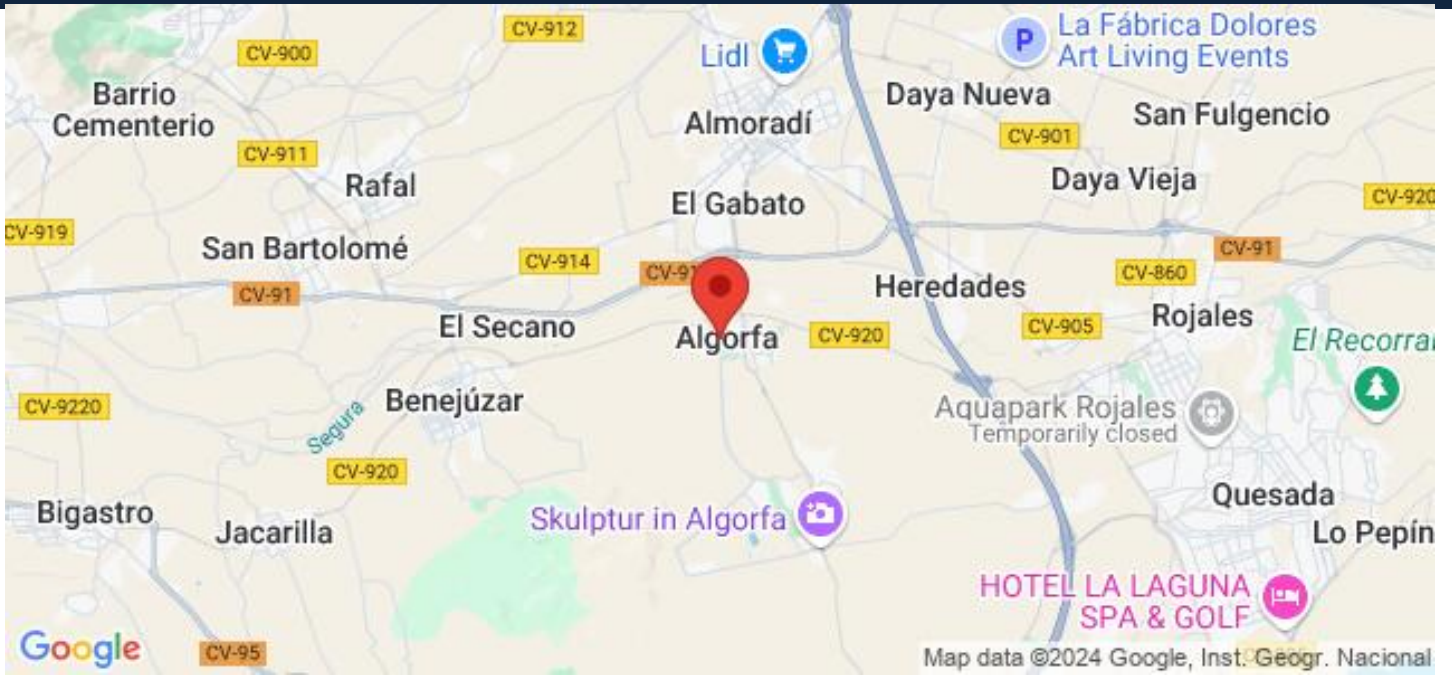 CV-912
La Fábrica Dolores
Art Living Events
P
CV-900
Lidl
Barrio
Cementerio
Daya Nueva
San Fulgencio
Almoradí
CV-901
CV-911
Rafal
Daya Vieja
CV-920
El Gabato
CV-919
San Bartolomé
CV-914
CV-91
CV-91
CV-860
Heredades
CV-91
El Secano
Algorfa
CV-920
CV-905
Rojales
El Recorral
CV-9220
Benejúzar
Segura
Aquapark Rojales
Temporarily closed
CV-920
Bigastro
Jacarilla
Skulptur in Algorfa
Quesada
Lo Pepín
HOTEL LA LAGUNA
SPA & GOLF
Google
CV-95
Map data ©2024 Google, Inst. Geogr. Nacional